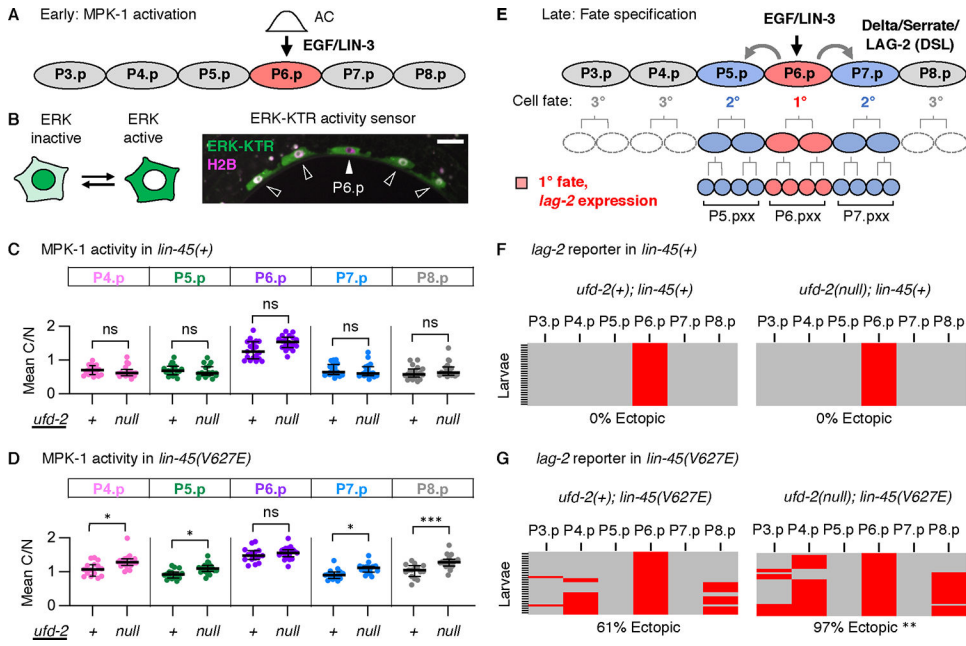 A Early: MPK-1 activation
AC
EGF/LIN-3
P3.p P4.p P5.p P6.p P7.p P8.p
B ERK inactive ERK active
ERK-KTR activity sensor
ERK-KTR
H2B
P6.p
C MPK-1 activity in lin-45(+)
P4.p P5.p P6.p P7.p P8.p
ns ns ns ns ns
Mean C/N
2
1
0
ufd-2 + null + null + null + null + null
D MPK-1 activity in lin-45(V627E)
P4.p P5.p P6.p P7.p P8.p
* * ns * ***
Mean C/N
2
1
0
ufd-2 + null + null + null + null + null
E Late: Fate specification
EGF/LIN-3
Delta/Serrate/
LAG-2 (DSL)
P3.p P4.p P5.p P6.p P7.p P8.p
Cell fate: 3° 3° 2° 1° 2° 3°
1° fate,
lag-2 expression
P5.pxx P6.pxx P7.pxx
F lag-2 reporter in lin-45(+)
ufd-2(+); lin-45(+)
P3.p P4.p P5.p P6.p P7.p P8.p
Larvae
0% Ectopic
ufd-2(null); lin-45(+)
P3.p P4.p P5.p P6.p P7.p P8.p
0% Ectopic
G lag-2 reporter in lin-45(V627E)
ufd-2(+); lin-45(V627E)
P3.p P4.p P5.p P6.p P7.p P8.p
Larvae
61% Ectopic
ufd-2(null); lin-45(V627E)
P3.p P4.p P5.p P6.p P7.p P8.p
97% Ectopic **